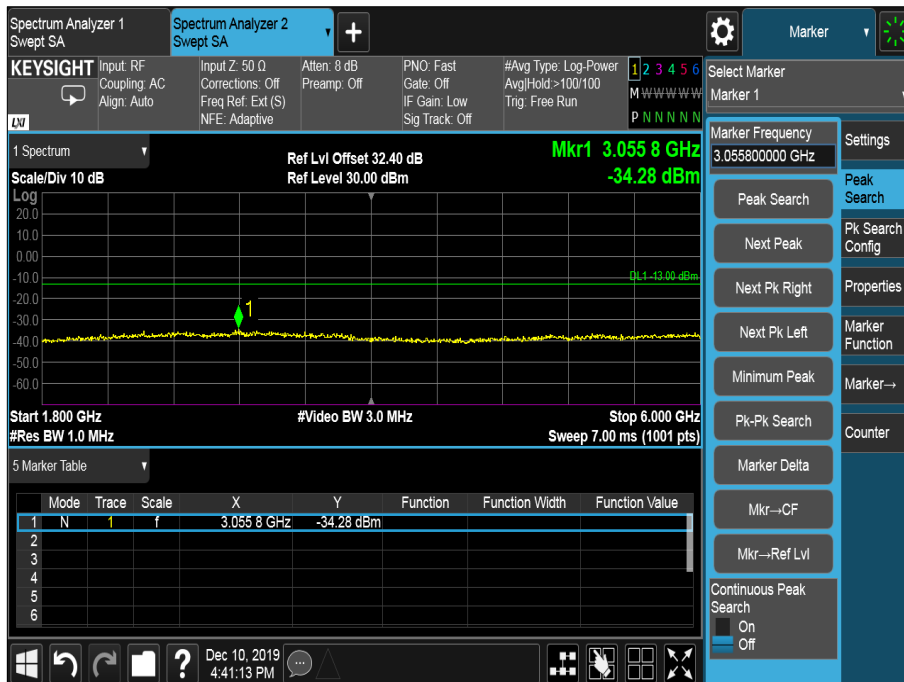 Spectrum Analyzer 1
Swept SA
Spectrum Analyzer 2
Swept SA
+
Marker
KEYSIGHT
LXI
Input: RF
Coupling: AC
Align: Auto
Input Z: 50 Ω
Corrections: Off
Freq Ref: Ext (S)
NFE: Adaptive
Atten: 8 dB
Preamp: Off
PNO: Fast
Gate: Off
IF Gain: Low
Sig Track: Off
#Avg Type: Log-Power
Avg|Hold:>100/100
Trig: Free Run
1 2 3 4 5 6
M W W W W W W
P N N N N N
Select Marker
Marker 1
1 Spectrum
Scale/Div 10 dB
Ref Lvl Offset 32.40 dB
Ref Level 30.00 dBm
Mkr1 3.055 8 GHz
-34.28 dBm
Log
20.0
10.0
0.00
-10.0
-20.0
-30.0
-40.0
-50.0
-60.0
DL1 -13.00 dBm
1
Start 1.800 GHz
#Res BW 1.0 MHz
#Video BW 3.0 MHz
Stop 6.000 GHz
Sweep 7.00 ms (1001 pts)
5 Marker Table
Mode Trace Scale X Y Function Function Width Function Value
1 N 1 f 3.055 8 GHz -34.28 dBm
2
3
4
5
6
Marker Frequency
3.055800000 GHz
Peak Search
Next Peak
Next Pk Right
Next Pk Left
Minimum Peak
Pk-Pk Search
Marker Delta
Mkr→CF
Mkr→Ref Lvl
Continuous Peak
Search
On
Off
Settings
Peak
Search
Pk Search
Config
Properties
Marker
Function
Marker→
Counter
?
Dec 10, 2019
4:41:13 PM